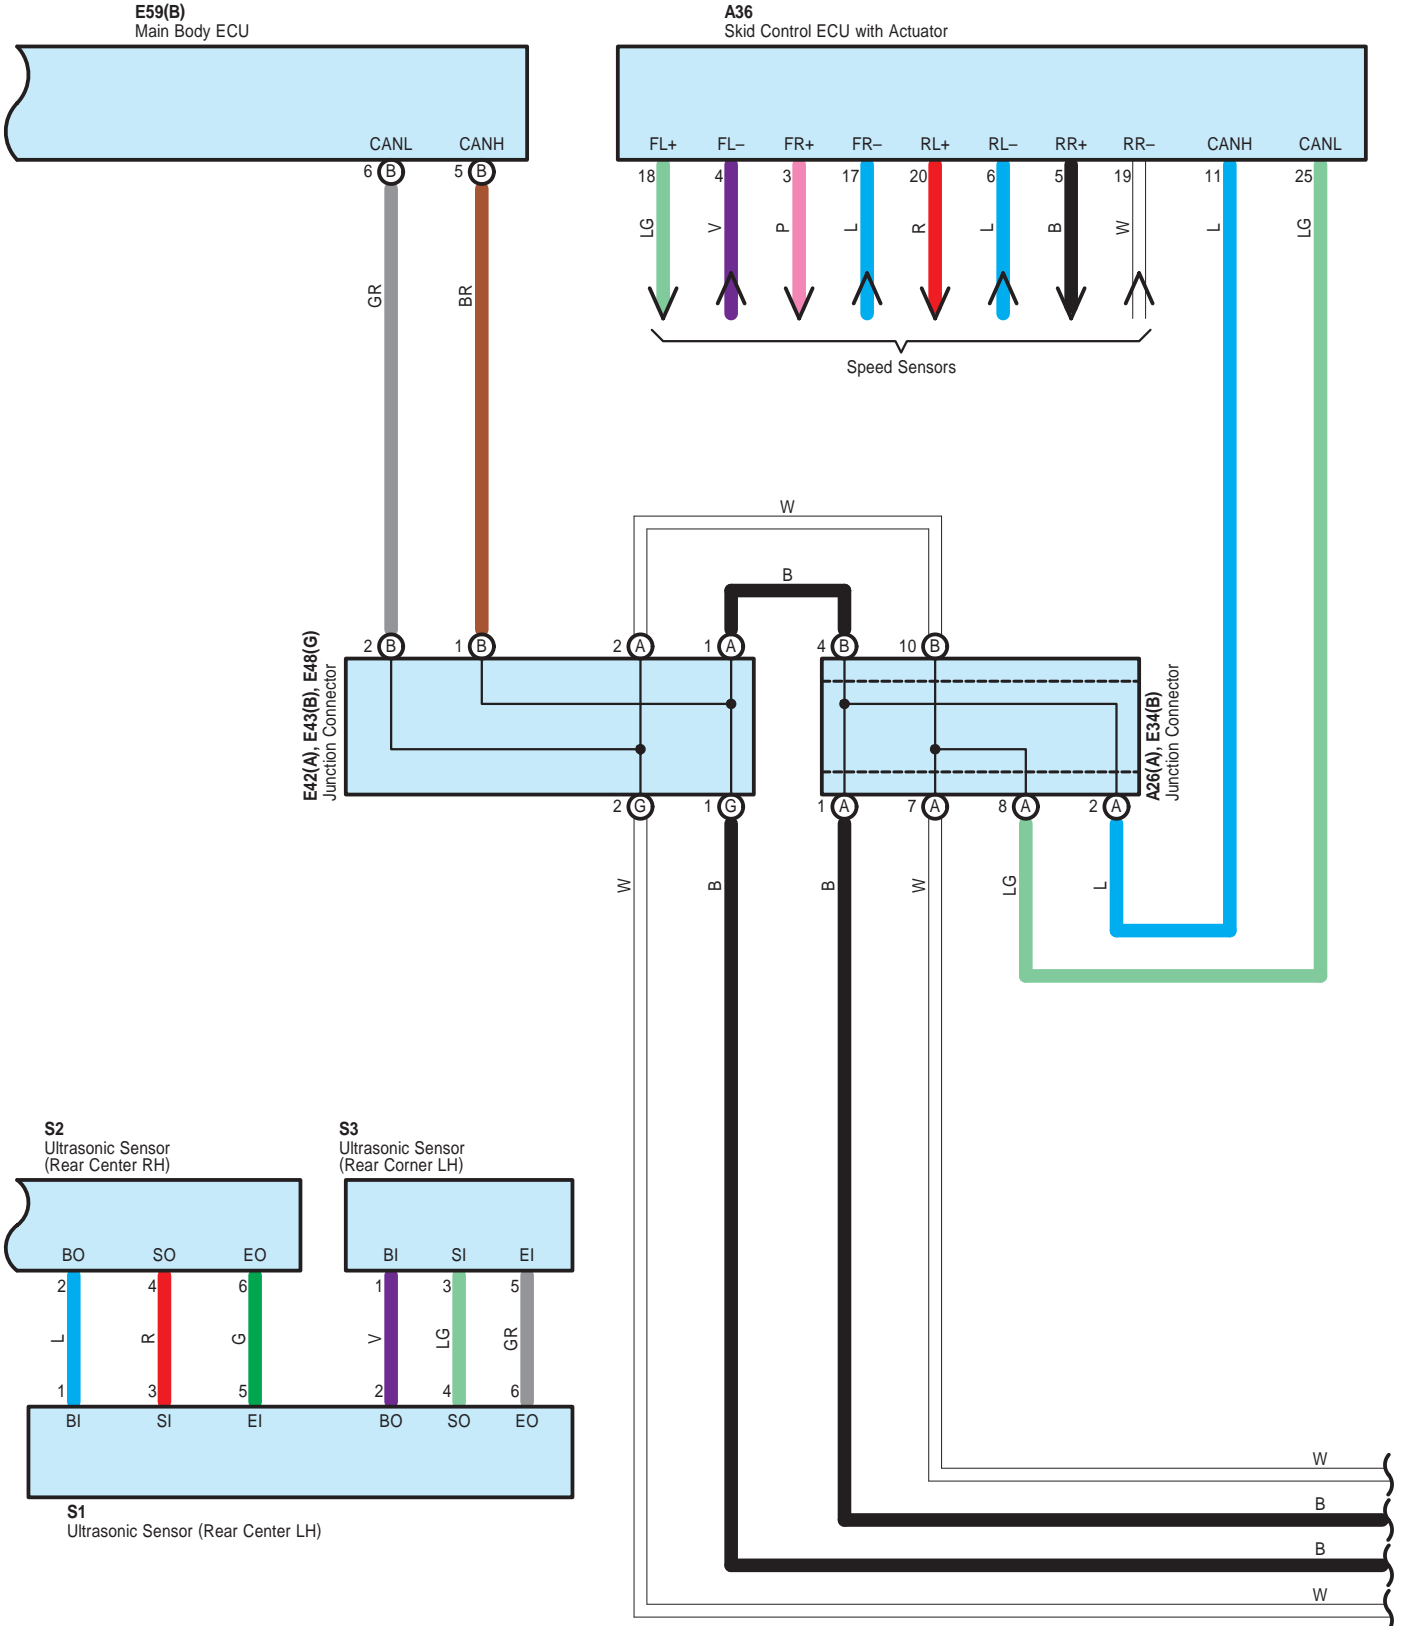 E59(B)
Main Body ECU
A36
Skid Control ECU with Actuator
CANL CANH
FL+ FL– FR+ FR– RL+ RL– RR+ RR– CANH CANL
6 B 5 B
18 4 3 17 20 6 5 19 11 25
LG V P L R L B W L LG
GR BR
Speed Sensors
W
B
2 B 1 B 2 A 1 A 4 B 10 B
E42(A), E43(B), E48(G)
Junction Connector
A26(A), E34(B)
Junction Connector
2 G 1 G 1 A 7 A 8 A 2 A
W B B W LG L
S2
Ultrasonic Sensor
(Rear Center RH)
S3
Ultrasonic Sensor
(Rear Corner LH)
BO SO EO BI SI EI
2 4 6 1 3 5
L R G V LG GR
1 3 5 2 4 6
BI SI EI BO SO EO
S1
Ultrasonic Sensor (Rear Center LH)
W
B
B
W